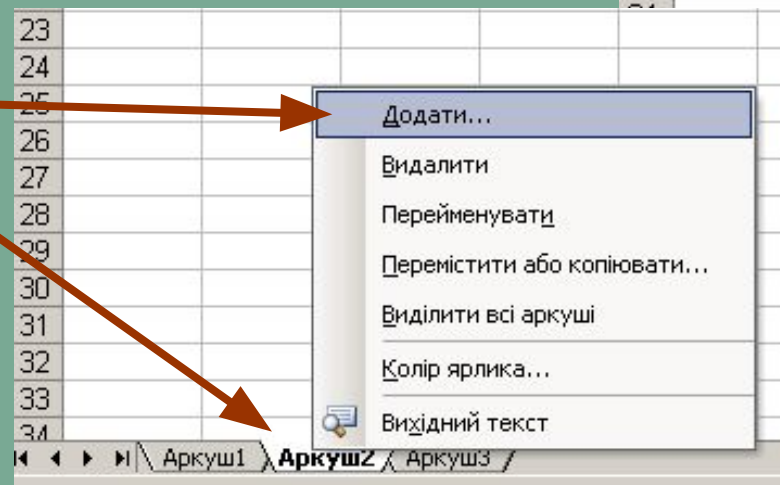 23
24
25
26
27
28
29
30
31
32
33
34
Додати...
Видалити
Перейменувати
Перемістити або копіювати...
Виділити всі аркуші
Колір ярлика...
Вихідний текст
Аркуш1 Аркуш2 Аркуш3